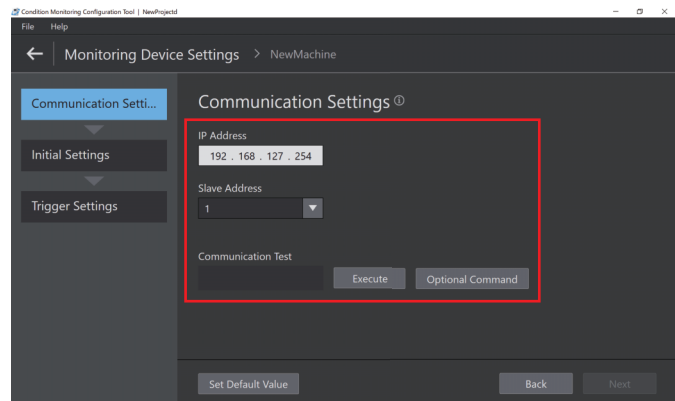 Condition Monitoring Configuration Tool | NewProjectd
File Help
Monitoring Device Settings > NewMachine
Communication Setti...
Initial Settings
Trigger Settings
Communication Settings
IP Address
192 . 168 . 127 . 254
Slave Address
1
Communication Test
Execute Optional Command
Set Default Value Back Next